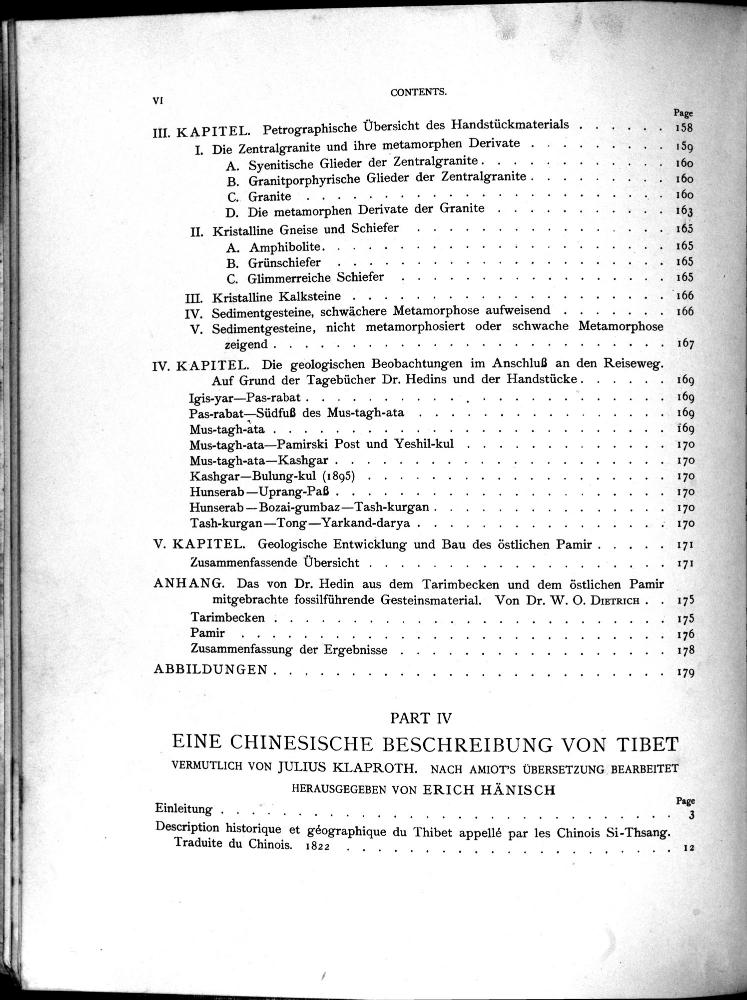 VI
CONTENTS.
Page
III. KAPITEL. Petrographische Übersicht des Handstückmaterials . . . . . . 158
I. Die Zentralgranite und ihre metamorphen Derivate . . . . . . . . . 159
A. Syenitische Glieder der Zentralgranite . . . . . . . . . . . . 160
B. Granitporphyrische Glieder der Zentralgranite . . . . . . . . . 160
C. Granite . . . . . . . . . . . . . . . . . . . . . . . 160
D. Die metamorphen Derivate der Granite . . . . . . . . . . . 163
II. Kristalline Gneise und Schiefer . . . . . . . . . . . . . . . . 165
A. Amphibolite. . . . . . . . . . . . . . . . . . . . . . 165
B. Grünschiefer . . . . . . . . . . . . . . . . . . . . . 165
C. Glimmerreiche Schiefer . . . . . . . . . . . . . . . . . 165
III. Kristalline Kalksteine . . . . . . . . . . . . . . . . . . . . 166
IV. Sedimentgesteine, schwächere Metamorphose aufweisend . . . . . . . 166
V. Sedimentgesteine, nicht metamorphosiert oder schwache Metamorphose
zeigend . . . . . . . . . . . . . . . . . . . . . . . . . 167
IV. KAPITEL. Die geologischen Beobachtungen im Anschluß an den Reiseweg.
Auf Grund der Tagebücher Dr. Hedins und der Handstücke . . . . . . 169
Igis-yar—Pas-rabat . . . . . . . . . . . . . . . . . . . . . . . 169
Pas-rabat—Südfuß des Mus-tagh-ata . . . . . . . . . . . . . . . . 169
Mus-tagh-ata . . . . . . . . . . . . . . . . . . . . . . . . . 169
Mus-tagh-ata—Pamirski Post und Yeshil-kul . . . . . . . . . . . . . 170
Mus-tagh-ata—Kashgar . . . . . . . . . . . . . . . . . . . . . 170
Kashgar—Bulung-kul (1895) . . . . . . . . . . . . . . . . . . . 170
Hunserab—Uprang-Paß . . . . . . . . . . . . . . . . . . . . . 170
Hunserab—Bozai-gumbaz—Tash-kurgan . . . . . . . . . . . . . . . 170
Tash-kurgan—Tong—Yarkand-darya . . . . . . . . . . . . . . . . 170
V. KAPITEL. Geologische Entwicklung und Bau des östlichen Pamir . . . . . 171
Zusammenfassende Übersicht . . . . . . . . . . . . . . . . . . . 171
ANHANG. Das von Dr. Hedin aus dem Tarimbecken und dem östlichen Pamir
mitgebrachte fossilführende Gesteinsmaterial. Von Dr. W. O. DIETRICH . . 175
Tarimbecken . . . . . . . . . . . . . . . . . . . . . . . . . 175
Pamir . . . . . . . . . . . . . . . . . . . . . . . . . . . 176
Zusammenfassung der Ergebnisse . . . . . . . . . . . . . . . . . 178
ABBILDUNGEN . . . . . . . . . . . . . . . . . . . . . . . . . 179
PART IV
EINE CHINESISCHE BESCHREIBUNG VON TIBET
VERMUTLICH VON JULIUS KLAPROTH. NACH AMIOT'S ÜBERSETZUNG BEARBEITET
HERAUSGEGEBEN VON ERICH HÄNISCH
Page
Einleitung . . . . . . . . . . . . . . . . . . . . . . . . . . . . 3
Description historique et géographique du Thibet appellé par les Chinois Si-Thsang.
Traduite du Chinois. 1822 . . . . . . . . . . . . . . . . . . . . . 12